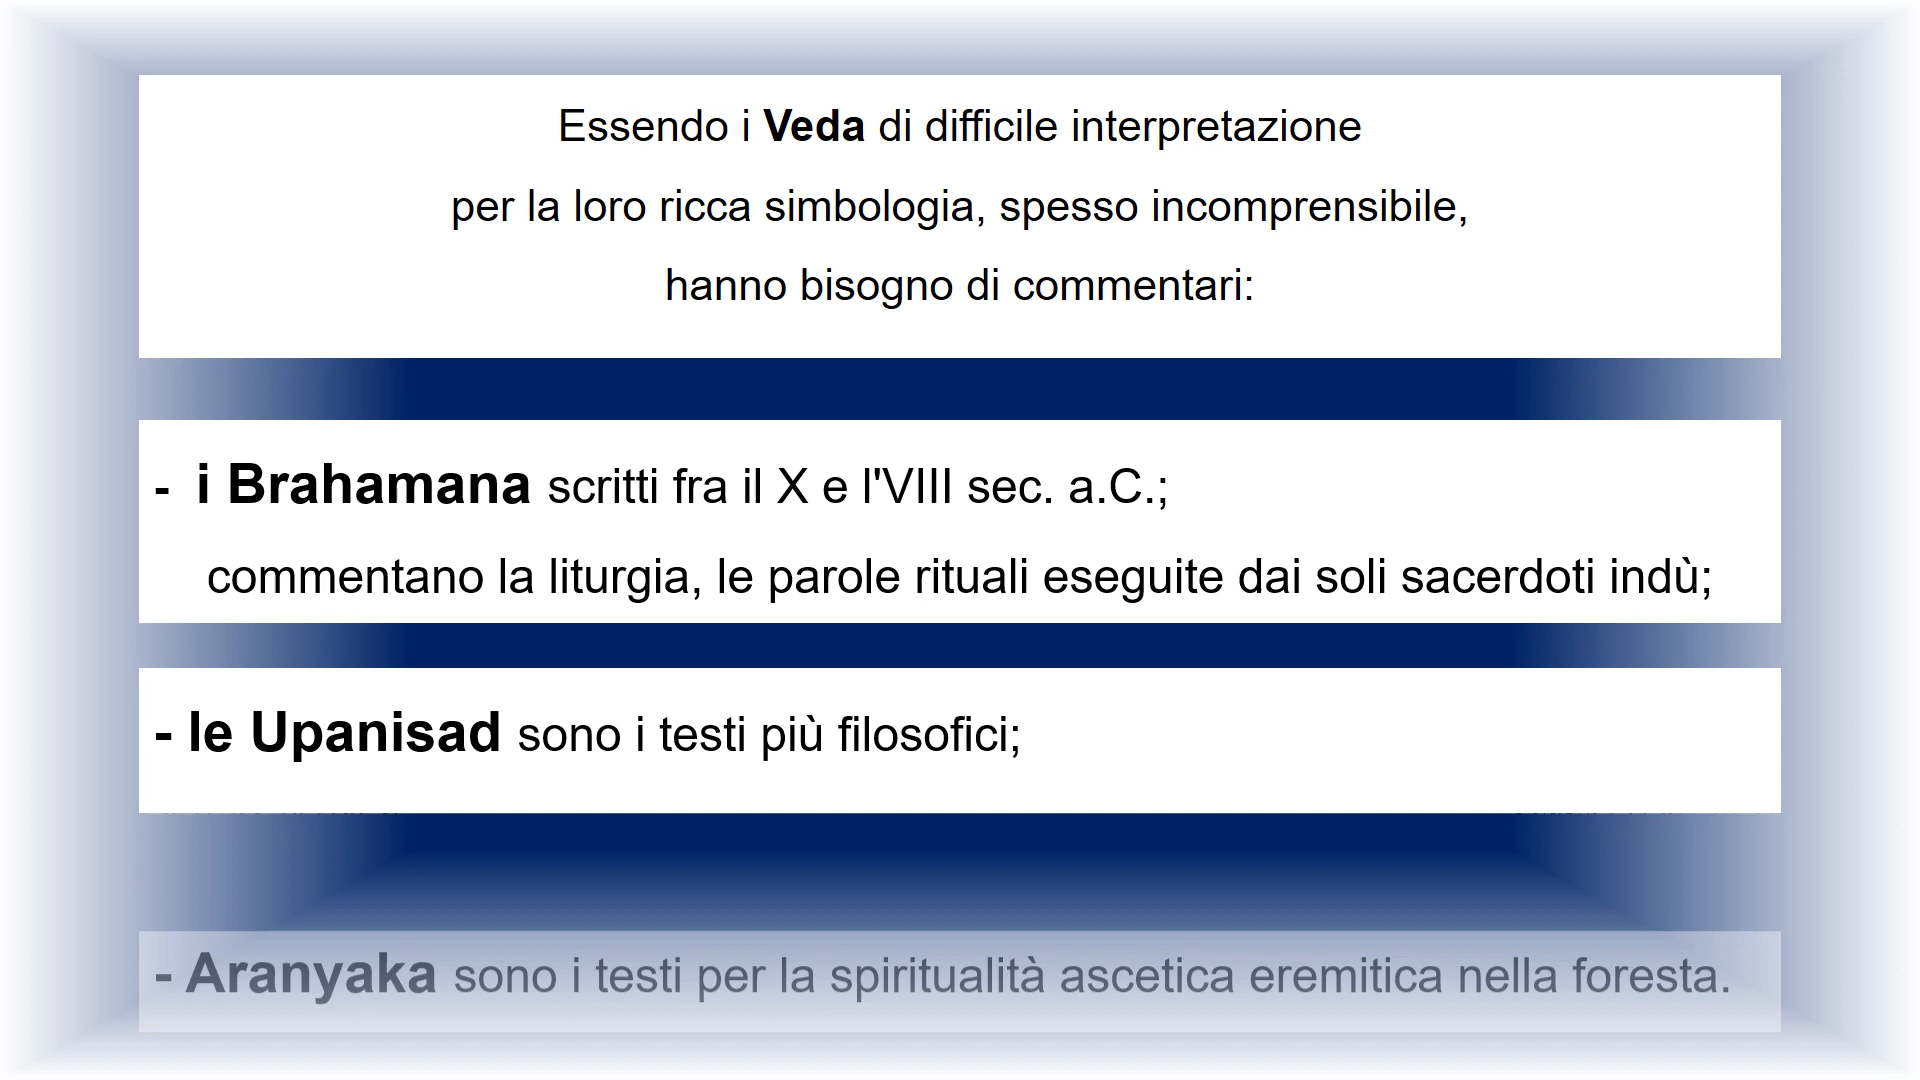 Essendo i Veda di difficile interpretazione
per la loro ricca simbologia, spesso incomprensibile,
hanno bisogno di commentari:
- i Brahamana scritti fra il X e l'VIII sec. a.C.;
commentano la liturgia, le parole rituali eseguite dai soli sacerdoti indù;
- le Upanisad sono i testi più filosofici;
- Aranyaka sono i testi per la spiritualità ascetica eremitica nella foresta.